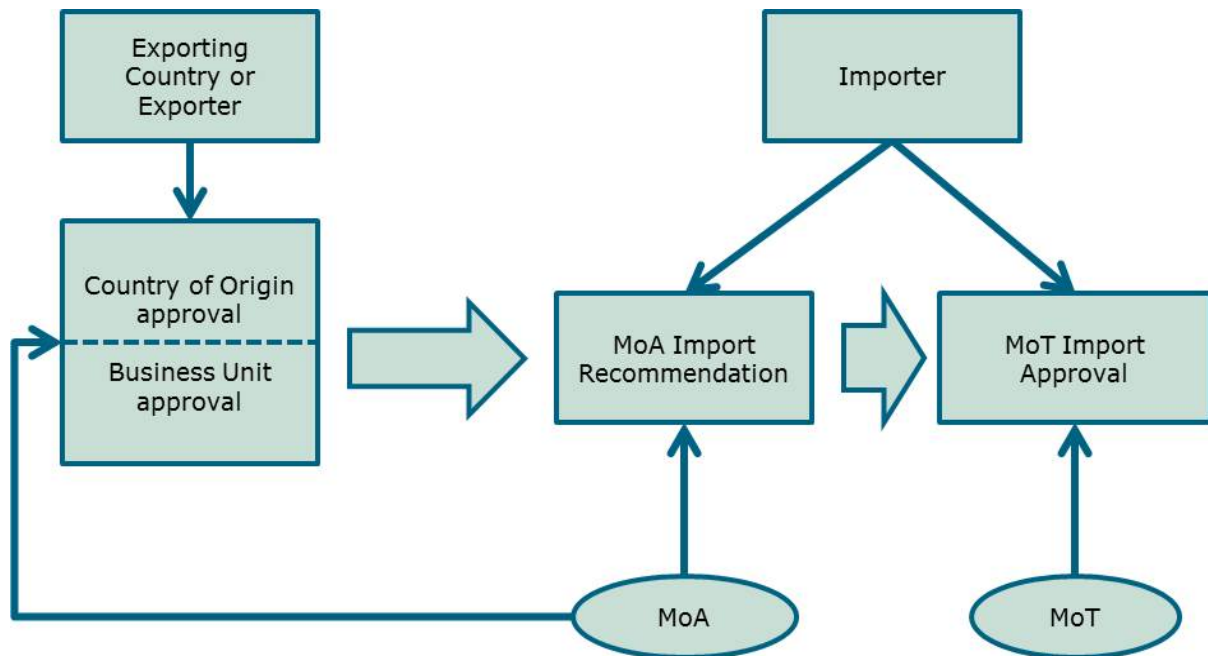 Exporting
Country or
Exporter
Importer
Country of Origin
approval
Business Unit
approval
MoA Import
Recommendation
MoT Import
Approval
MoA
MoT